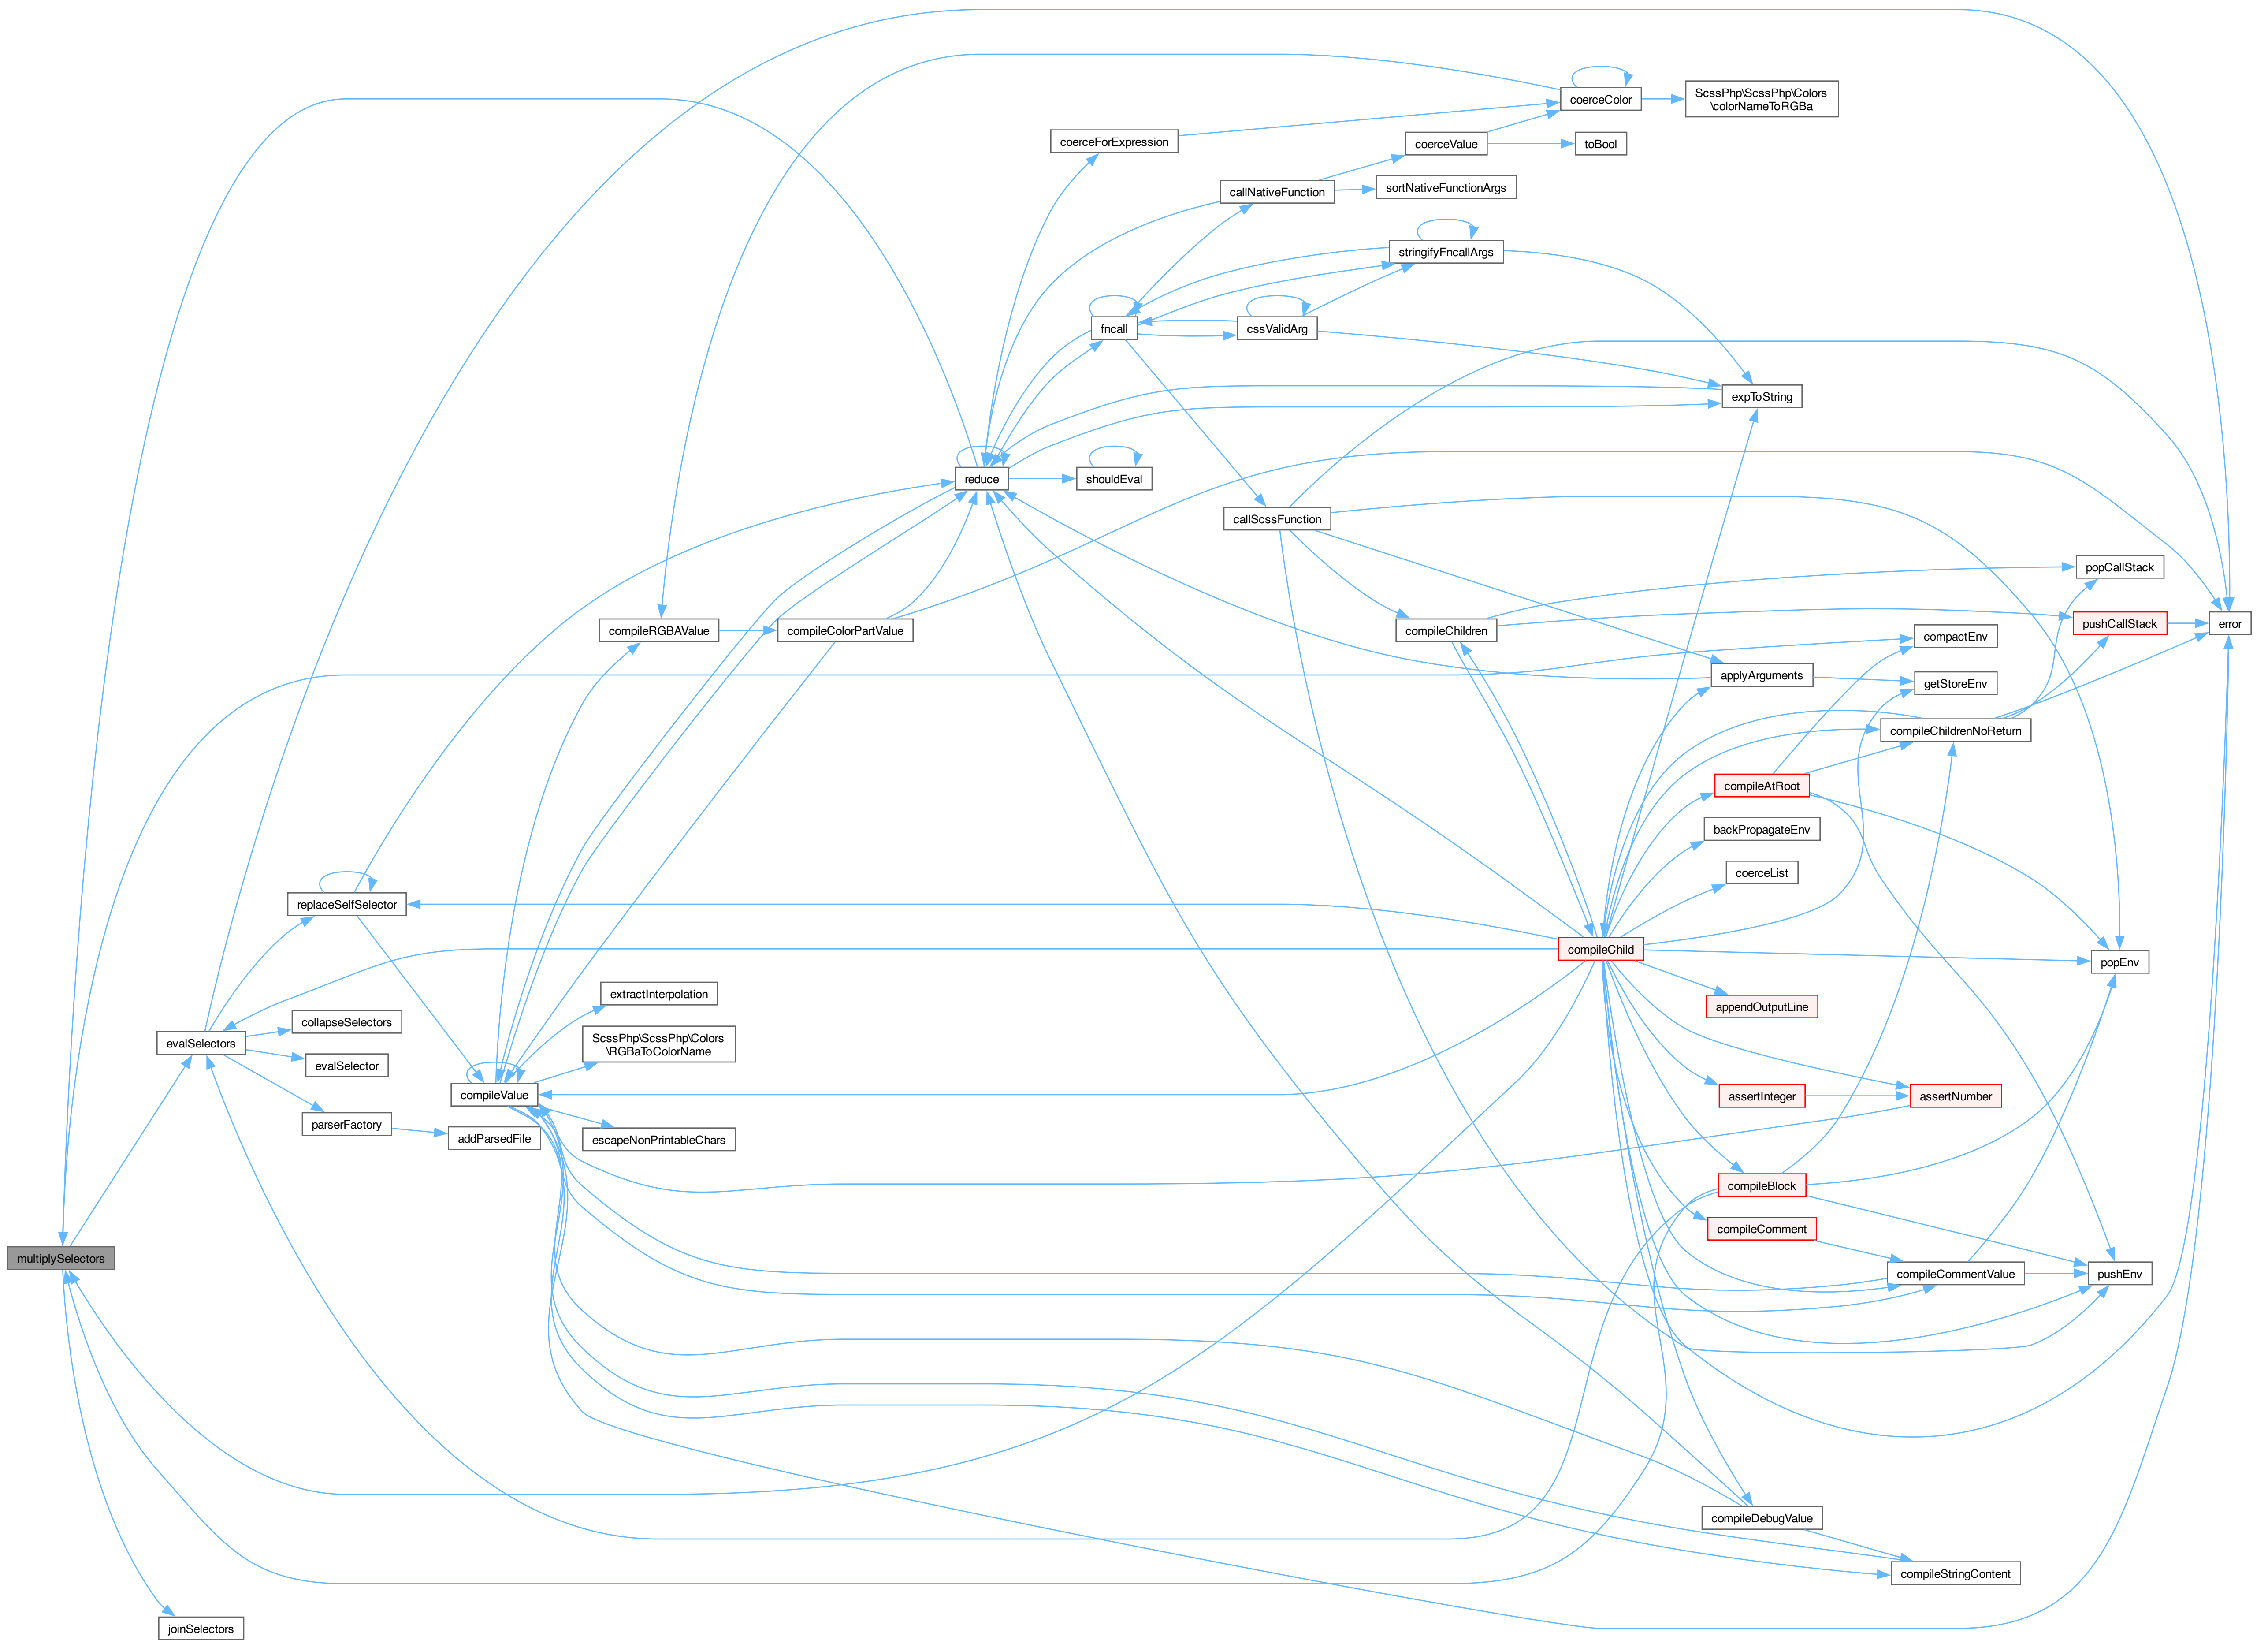 ScssPhp\ScssPhp\Colors
\colorNameToRGBa
coerceColor
coerceForExpression
coerceValue
toBool
callNativeFunction
sortNativeFunctionArgs
stringifyFncallArgs
fncall
cssValidArg
expToString
reduce
shouldEval
callScssFunction
popCallStack
compileRGBAValue
compileColorPartValue
compileChildren
pushCallStack
error
compactEnv
applyArguments
getStoreEnv
compileChildrenNoReturn
compileAtRoot
backPropagateEnv
coerceList
replaceSelfSelector
compileChild
popEnv
extractInterpolation
appendOutputLine
collapseSelectors
evalSelectors
ScssPhp\ScssPhp\Colors
\RGBaToColorName
evalSelector
compileValue
assertInteger
assertNumber
parserFactory
addParsedFile
escapeNonPrintableChars
compileBlock
compileComment
multiplySelectors
compileCommentValue
pushEnv
compileDebugValue
compileStringContent
joinSelectors